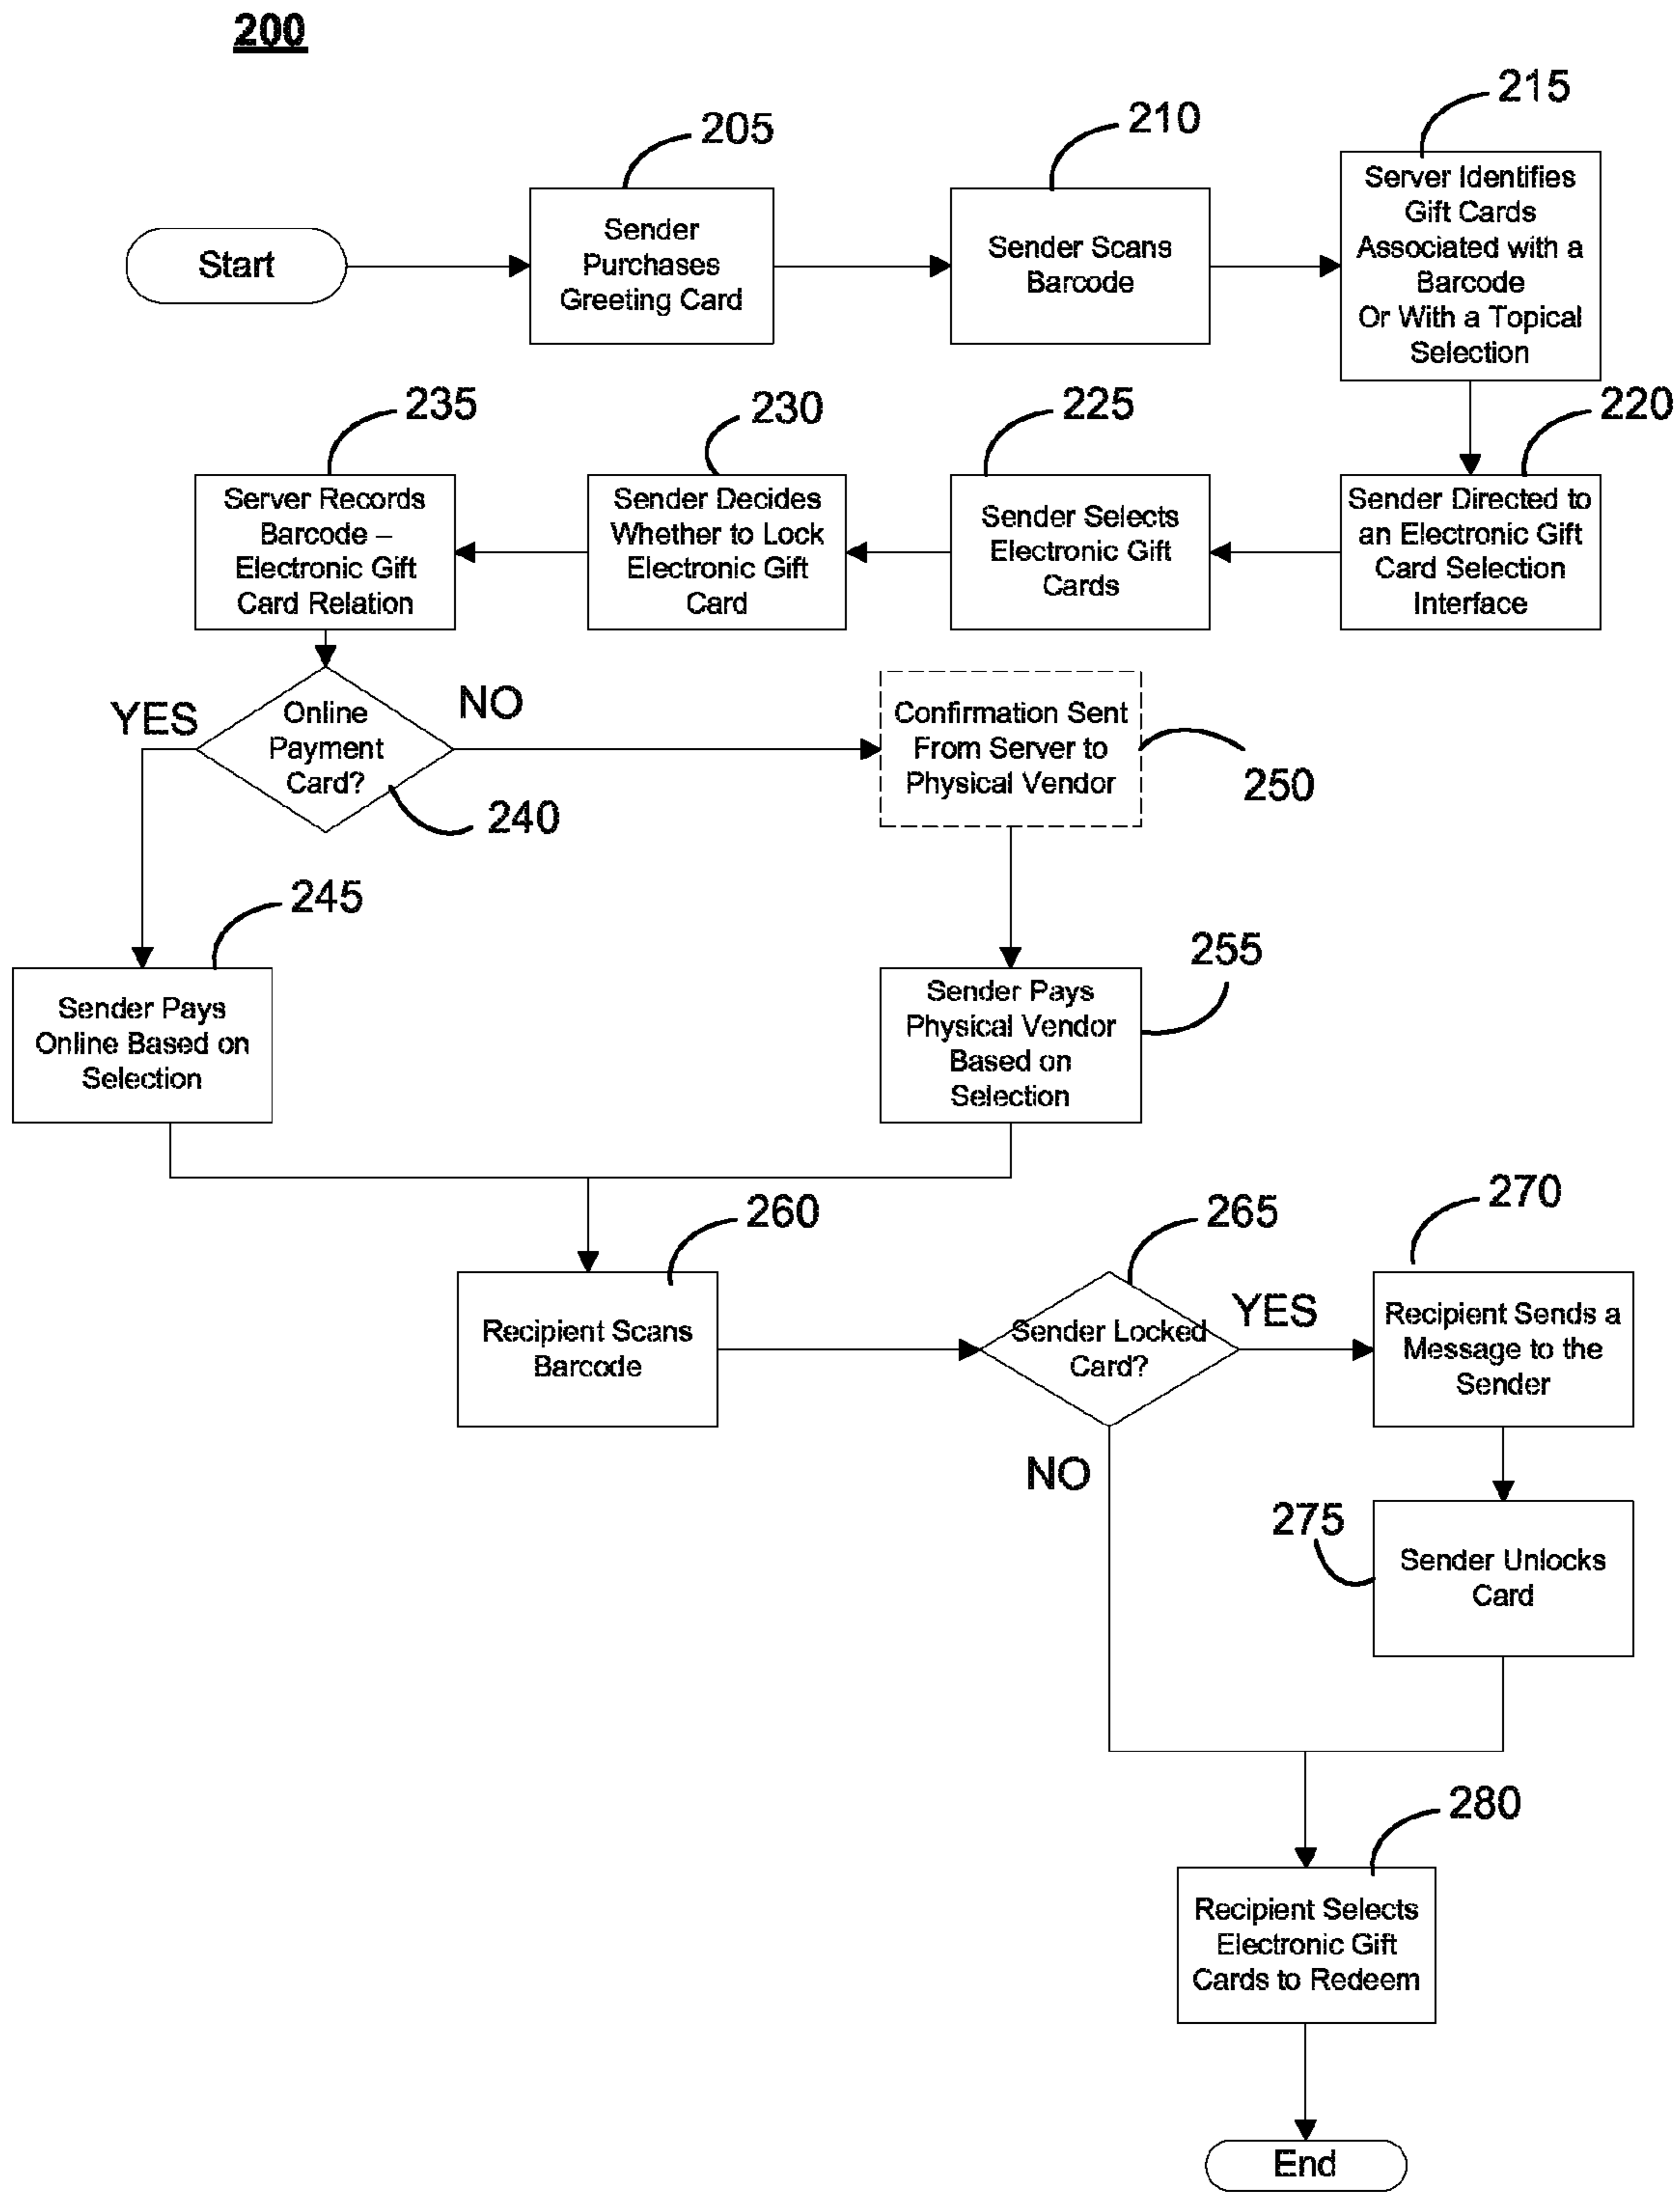 200
205
210
215
Start
Sender
Purchases
Greeting Card
Sender Scans
Barcode
Server Identifies
Gift Cards
Associated with a
Barcode
Or With a Topical
Selection
235
230
225
220
Server Records
Barcode –
Electronic Gift
Card Relation
Sender Decides
Whether to Lock
Electronic Gift
Card
Sender Selects
Electronic Gift
Cards
Sender Directed to
an Electronic Gift
Card Selection
Interface
YES
Online
Payment
Card?
NO
240
Confirmation Sent
From Server to
Physical Vendor
250
245
255
Sender Pays
Online Based on
Selection
Sender Pays
Physical Vendor
Based on
Selection
260
265
270
Recipient Scans
Barcode
Sender Locked
Card?
YES
Recipient Sends a
Message to the
Sender
NO
275
Sender Unlocks
Card
280
Recipient Selects
Electronic Gift
Cards to Redeem
End